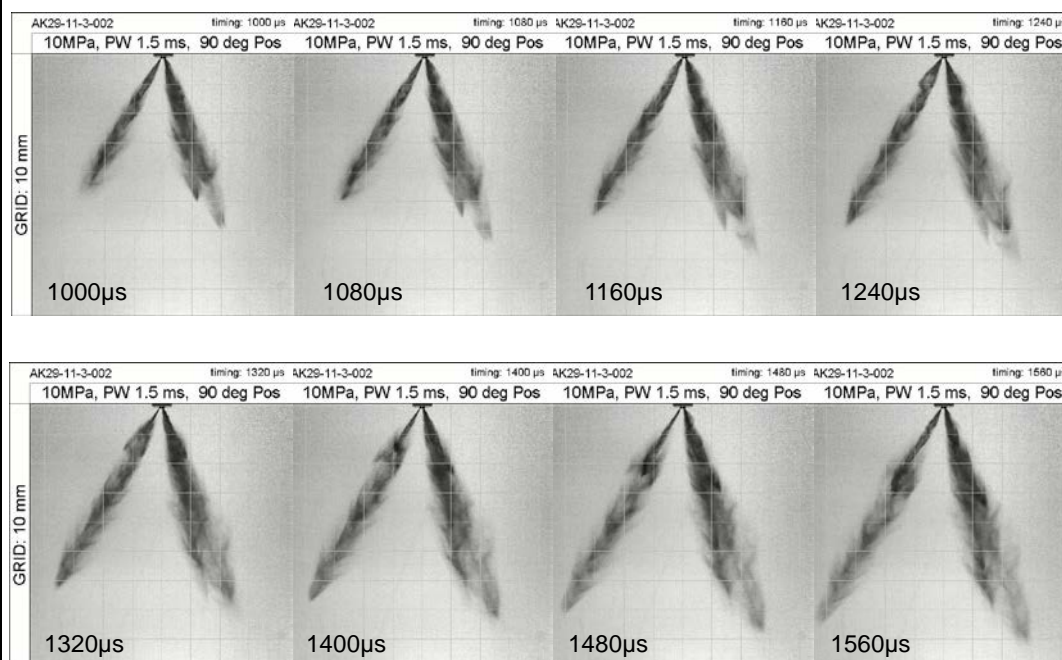 AK29-11-3-002 timing: 1000 µs AK29-11-3-002 timing: 1080 µs AK29-11-3-002 timing: 1160 µs AK29-11-3-002 timing: 1240 µs
10MPa, PW 1.5 ms, 90 deg Pos 10MPa, PW 1.5 ms, 90 deg Pos 10MPa, PW 1.5 ms, 90 deg Pos 10MPa, PW 1.5 ms, 90 deg Pos
GRID: 10 mm
1000µs 1080µs 1160µs 1240µs
AK29-11-3-002 timing: 1320 µs AK29-11-3-002 timing: 1400 µs AK29-11-3-002 timing: 1480 µs AK29-11-3-002 timing: 1560 µs
10MPa, PW 1.5 ms, 90 deg Pos 10MPa, PW 1.5 ms, 90 deg Pos 10MPa, PW 1.5 ms, 90 deg Pos 10MPa, PW 1.5 ms, 90 deg Pos
GRID: 10 mm
1320µs 1400µs 1480µs 1560µs